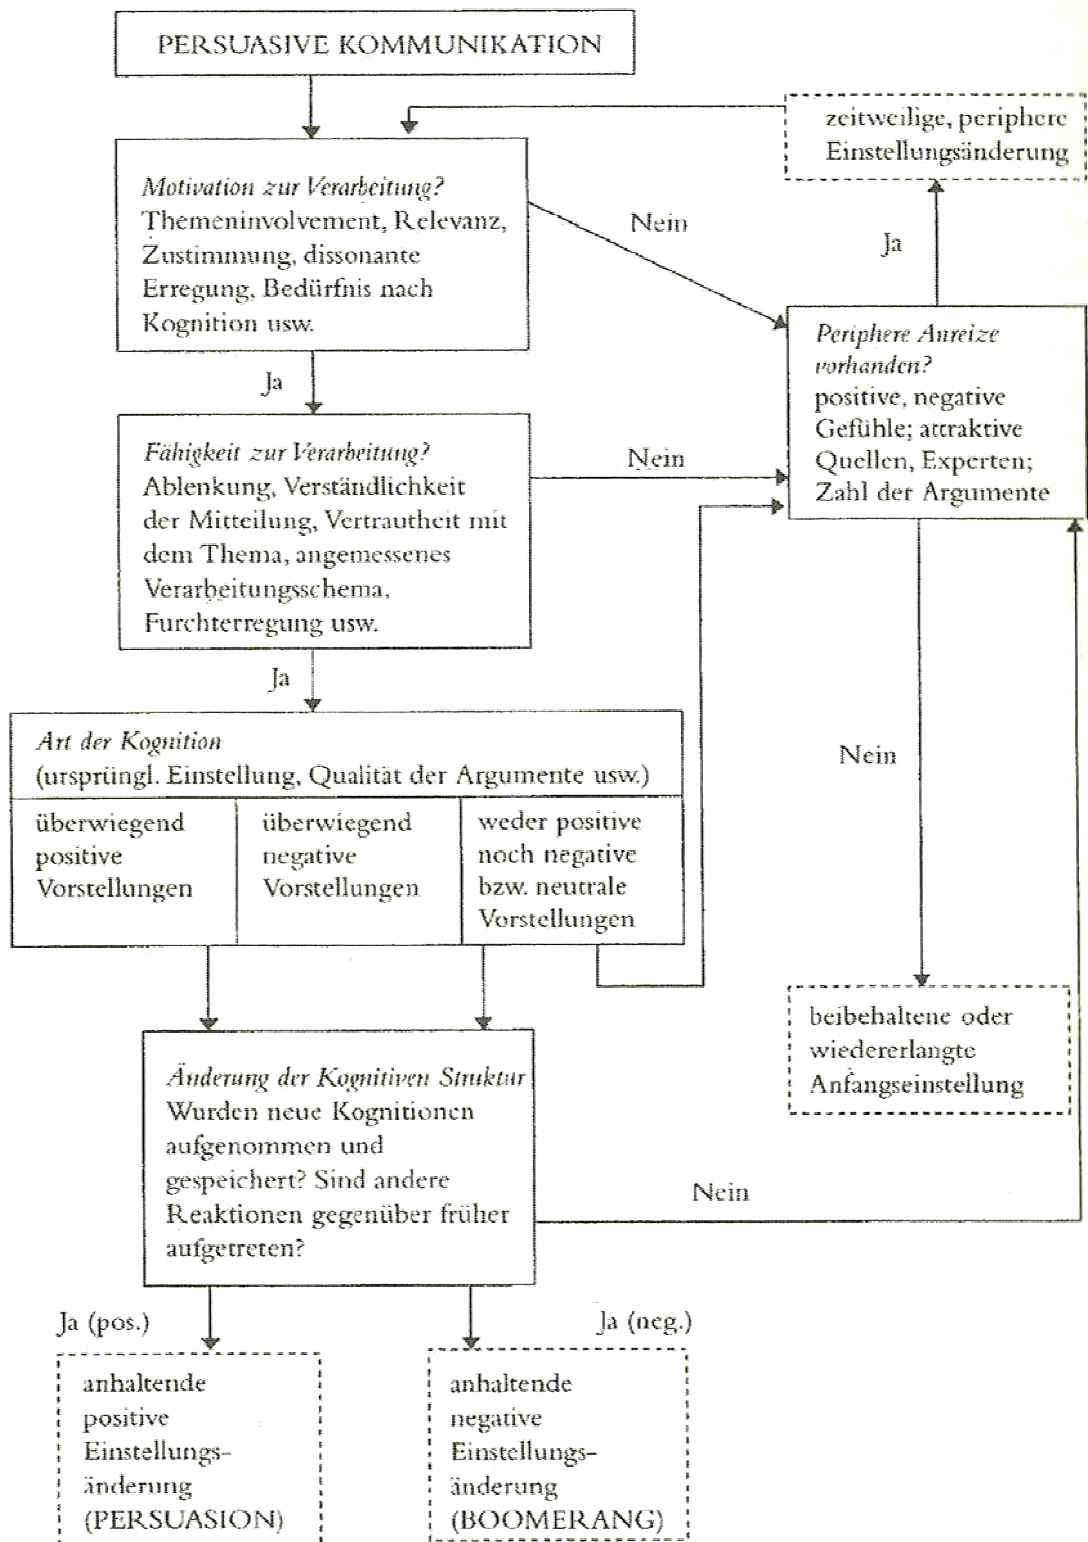 PERSUASIVE KOMMUNIKATION
zeitweilige, periphere
Einstellungsänderung
Motivation zur Verarbeitung?
Themeninvolvement, Relevanz,
Zustimmung, dissonante
Erregung, Bedürfnis nach
Kognition usw.
Nein
Ja
Periphere Anreize
vorhanden?
positive, negative
Gefühle; attraktive
Quellen, Experten;
Zahl der Argumente
Ja
Fähigkeit zur Verarbeitung?
Ablenkung, Verständlichkeit
der Mitteilung, Vertrautheit mit
dem Thema, angemessenes
Verarbeitungsschema,
Furchterregung usw.
Nein
Ja
Art der Kognition
(ursprüngl. Einstellung, Qualität der Argumente usw.)
überwiegend
positive
Vorstellungen
überwiegend
negative
Vorstellungen
weder positive
noch negative
bzw. neutrale
Vorstellungen
Nein
beibehaltene oder
wiedererlangte
Anfangseinstellung
Änderung der Kognitiven Struktur
Wurden neue Kognitionen
aufgenommen und
gespeichert? Sind andere
Reaktionen gegenüber früher
aufgetreten?
Nein
Ja (pos.)
Ja (neg.)
anhaltende
positive
Einstellungs-
änderung
(PERSUASION)
anhaltende
negative
Einstellungs-
änderung
(BOOMERANG)